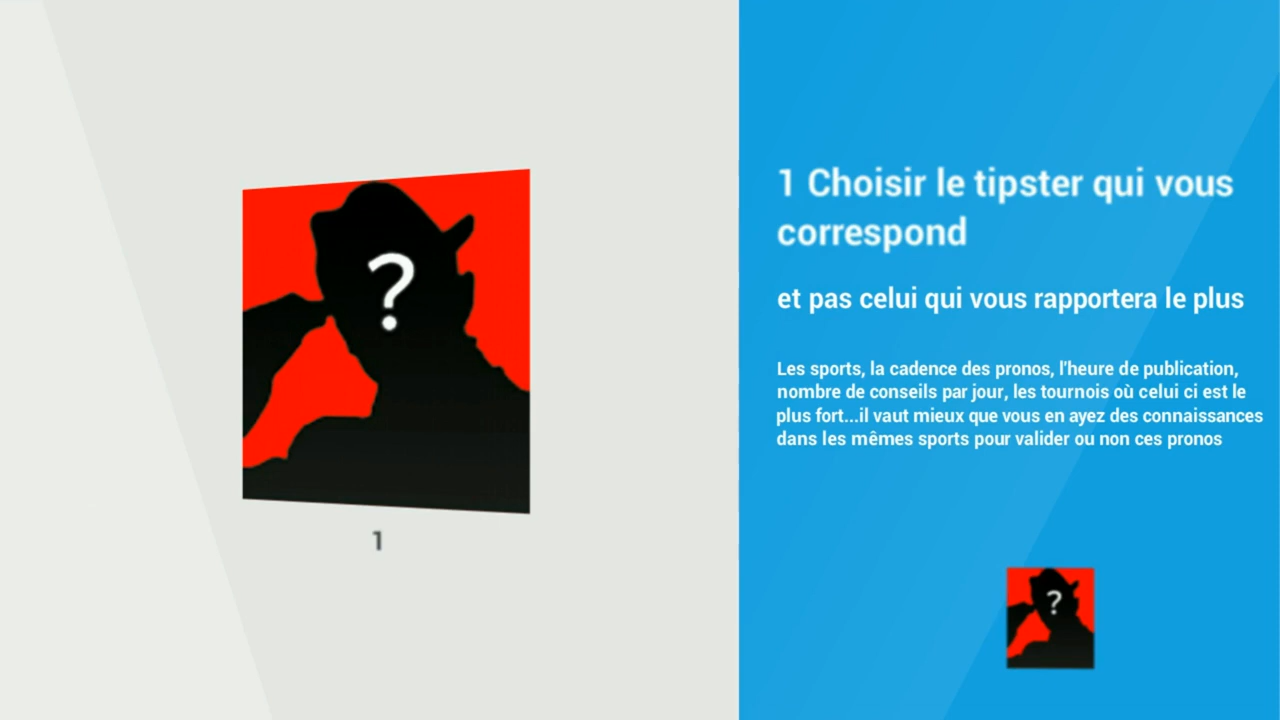 ?
1
1 Choisir le tipster qui vous
correspond
et pas celui qui vous rapportera le plus
Les sports, la cadence des pronos, l'heure de publication,
nombre de conseils par jour, les tournois où celui ci est le
plus fort...il vaut mieux que vous en ayez des connaissances
dans les mêmes sports pour valider ou non ces pronos
?